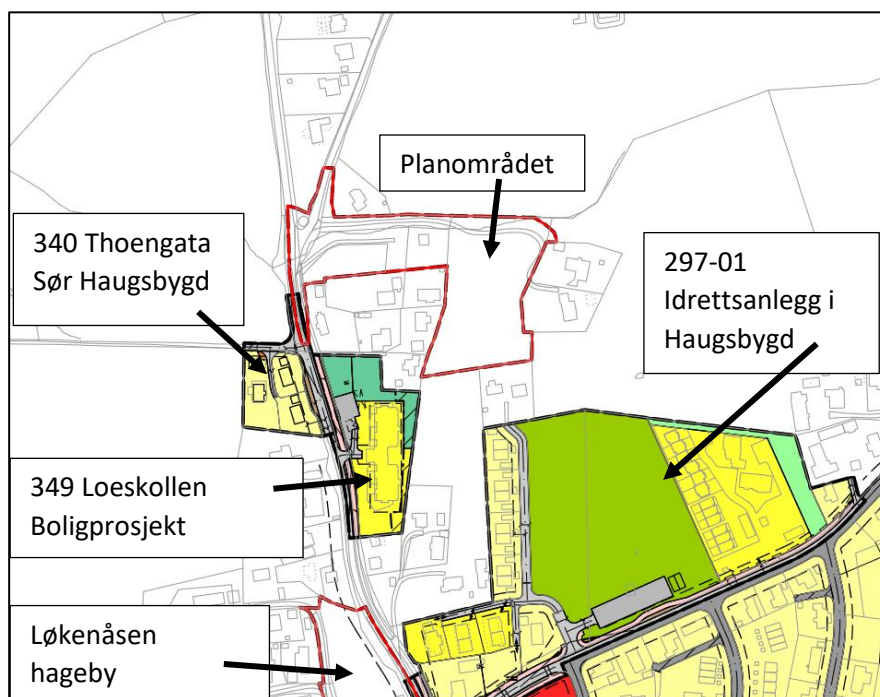 Planområdet
340 Thoengata
Sør Haugsbygd
297-01
Idrettsanlegg i
Haugsbygd
349 Loeskollen
Boligprosjekt
Løkenåsen
hageby